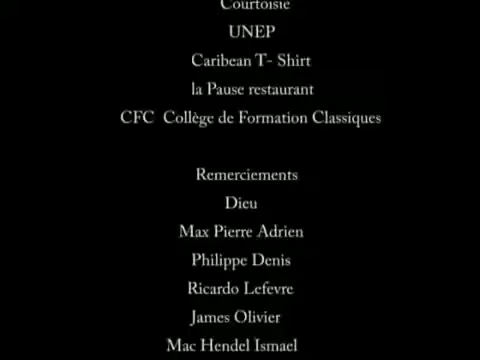 Courtoisie
UNEP
Caribean T- Shirt
la Pause restaurant
CFC Collège de Formation Classiques
Remerciements
Dieu
Max Pierre Adrien
Philippe Denis
Ricardo Lefevre
James Olivier
Mac Hendel Ismael